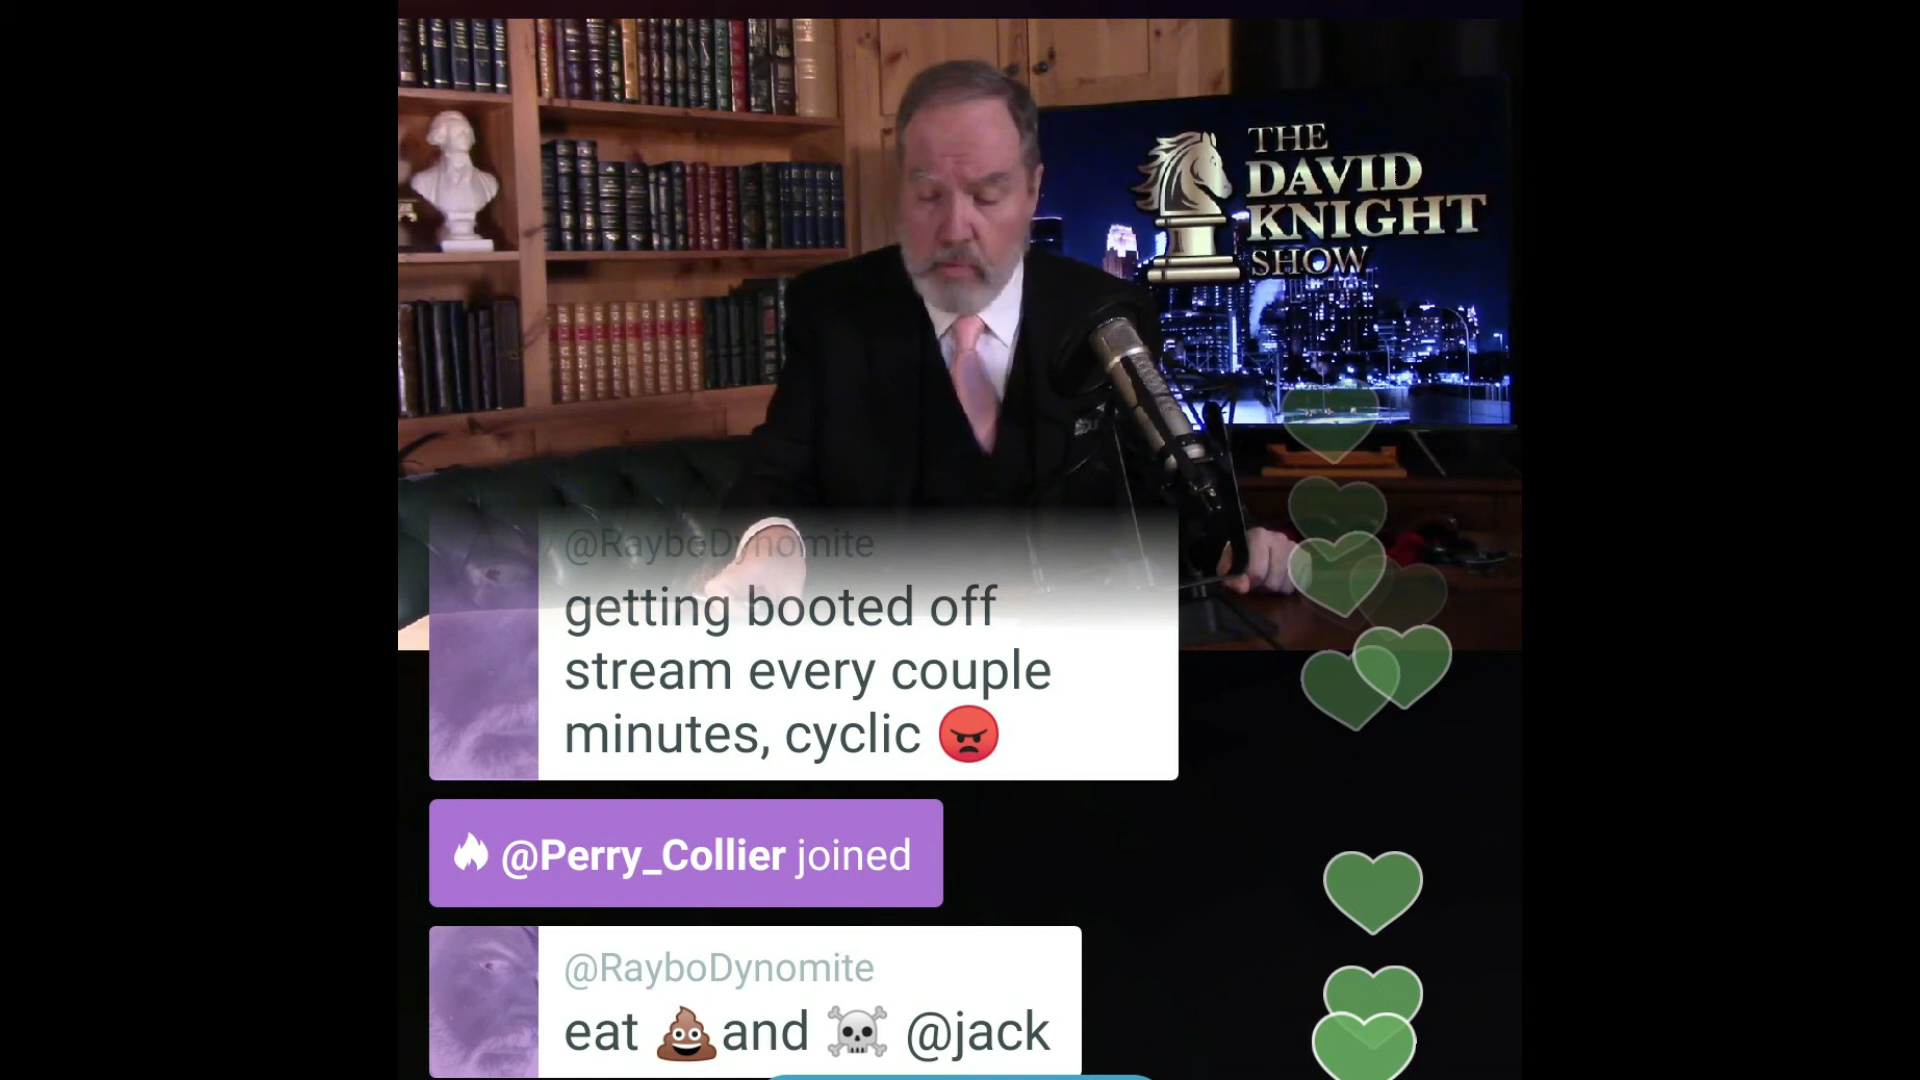 THE
DAVID
KNIGHT
SHOW
@RayboDynomite
getting booted off
stream every couple
minutes, cyclic 😡
@Perry_Collier joined
@RayboDynomite
eat 💩and ☠ @jack